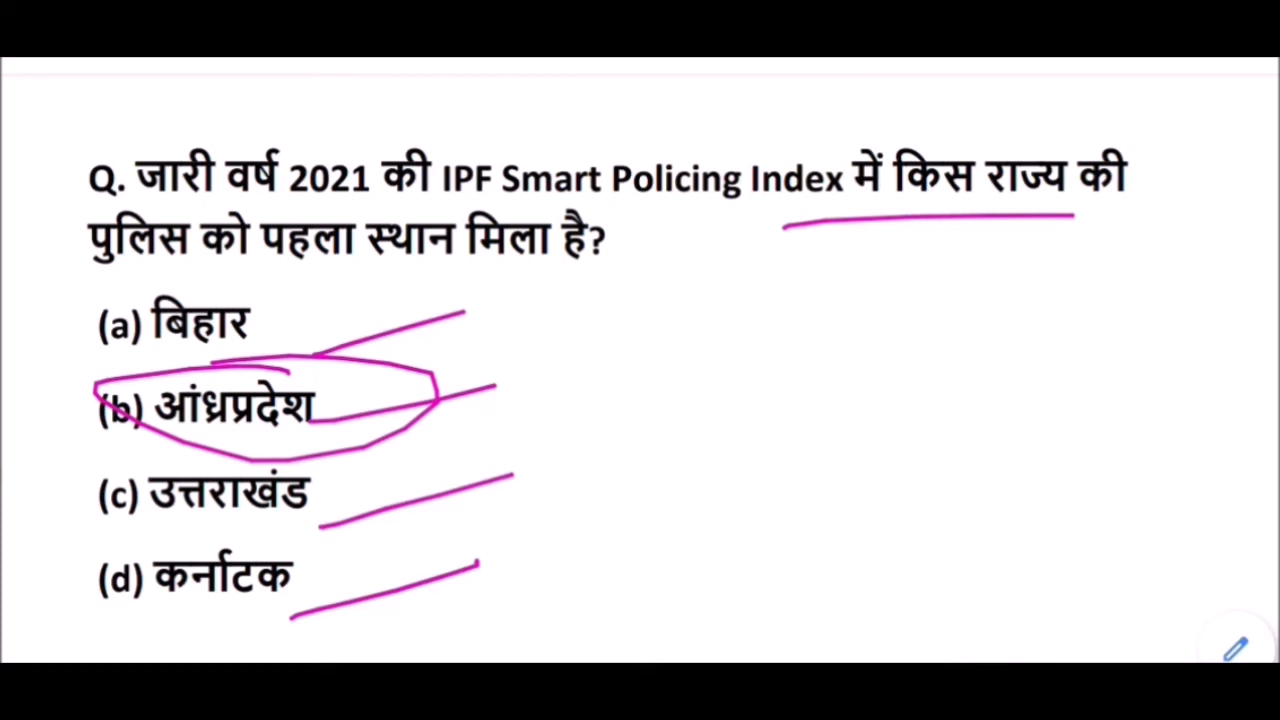 Q. जारी वर्ष 2021 की IPF Smart Policing Index में किस राज्य की
पुलिस को पहला स्थान मिला है?
(a) बिहार
(b) आंध्रप्रदेश
(c) उत्तराखंड
(d) कर्नाटक